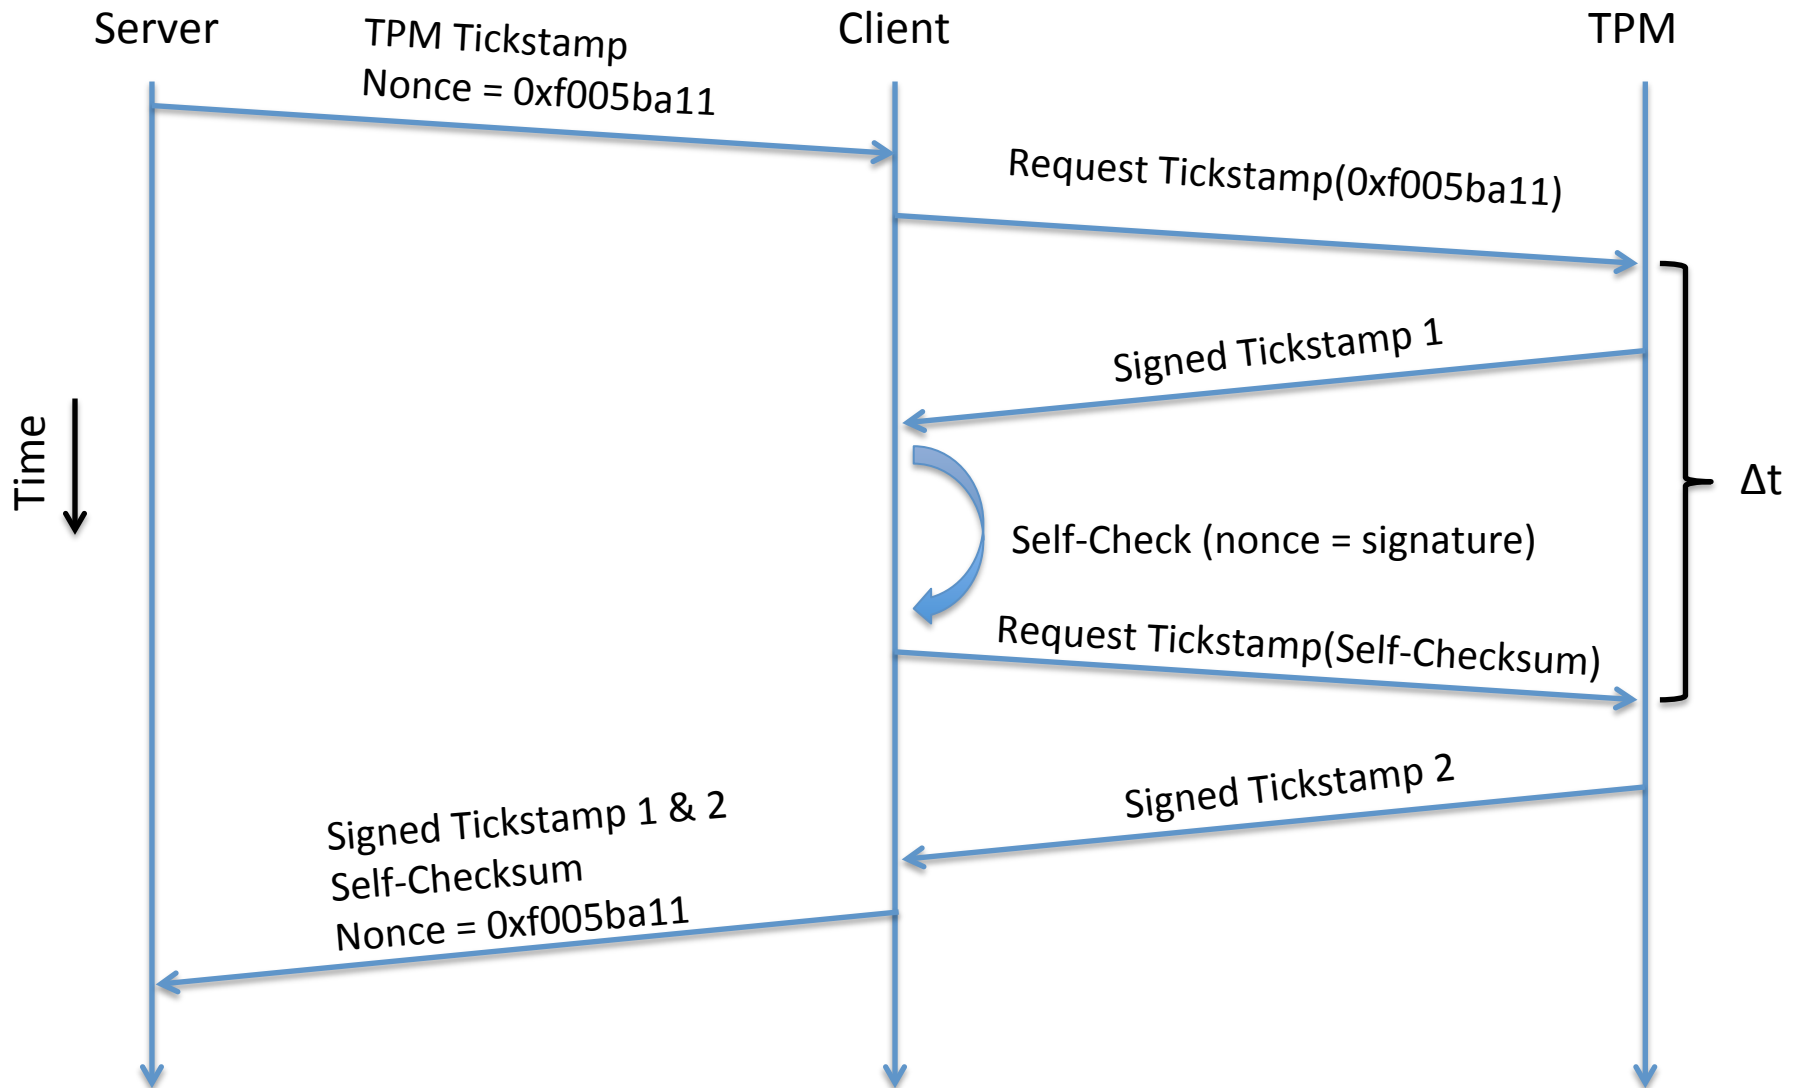 Server
Client
TPM
TPM Tickstamp
Nonce = 0xf005ba11
Request Tickstamp(0xf005ba11)
Signed Tickstamp 1
Time
Δt
Self-Check (nonce = signature)
Request Tickstamp(Self-Checksum)
Signed Tickstamp 2
Signed Tickstamp 1 & 2
Self-Checksum
Nonce = 0xf005ba11